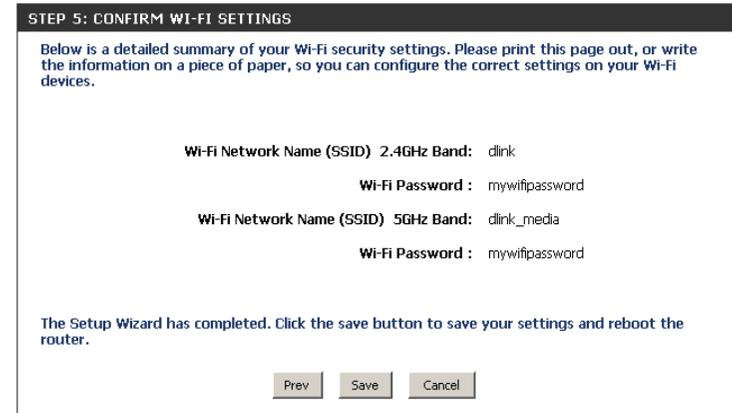 STEP 5: CONFIRM WI-FI SETTINGS
Below is a detailed summary of your Wi-Fi security settings. Please print this page out, or write
the information on a piece of paper, so you can configure the correct settings on your Wi-Fi
devices.
Wi-Fi Network Name (SSID) 2.4GHz Band: dlink
Wi-Fi Password : mywifipassword
Wi-Fi Network Name (SSID) 5GHz Band: dlink_media
Wi-Fi Password : mywifipassword
The Setup Wizard has completed. Click the save button to save your settings and reboot the
router.
Prev Save Cancel